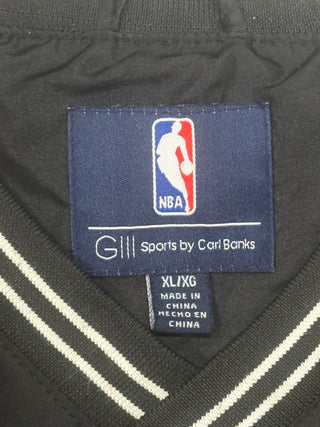 NBA
GIII Sports by Carl Banks
XL/XG
MADE IN
CHINA
HECHO EN
CHINA